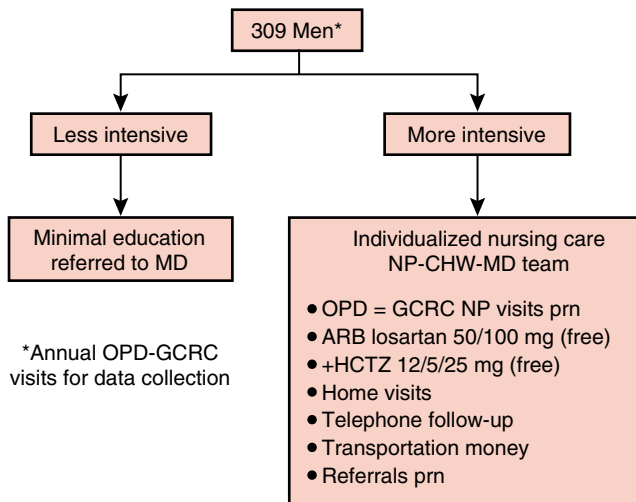 309 Men*
Less intensive
More intensive
Minimal education
referred to MD
*Annual OPD-GCRC
visits for data collection
Individualized nursing care
NP-CHW-MD team
• OPD = GCRC NP visits prn
• ARB losartan 50/100 mg (free)
• +HCTZ 12/5/25 mg (free)
• Home visits
• Telephone follow-up
• Transportation money
• Referrals prn